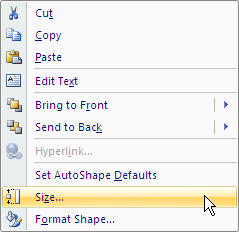 Cut
Copy
Paste
Edit Text
Bring to Front
Send to Back
Hyperlink...
Set AutoShape Defaults
Size...
Format Shape...